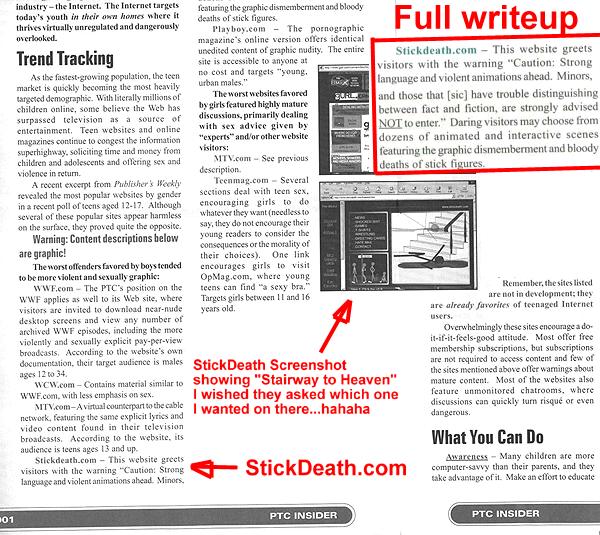 industry – the Internet. The Internet targets
today's youth in their own homes where it
thrives virtually unregulated and dangerously
overlooked.
Trend Tracking
As the fastest-growing population, the teen
market is quickly becoming the most heavily
targeted demographic. With literally millions of
children online, some believe the Web has
surpassed television as a source of
entertainment. Teen websites and online
magazines continue to congest the information
superhighway, soliciting time and money from
children and adolescents and offering sex and
violence in return.
A recent excerpt from Publisher's Weekly
revealed the most popular websites by gender
in a recent poll of teens aged 12-17. Although
several of these popular sites appear harmless
on the surface, they proved quite the opposite.
Warning: Content descriptions below
are graphic!
The worst offenders favored by boys tended
to be more violent and sexually graphic:
WWF.com – The PTC's position on the
WWF applies as well to its Web site, where
visitors are invited to download near-nude
desktop screens and view any number of
archived WWF episodes, including the more
violently and sexually explicit pay-per-view
broadcasts. According to the website's own
documentation, their target audience is males
ages 12 to 34.
WCW.com – Contains material similar to
WWF.com, with less emphasis on sex.
MTV.com – A virtual counterpart to the cable
network, featuring the same explicit lyrics and
video content found in their television
broadcasts. According to the website, its
audience is teens ages 13 and up.
Stickdeath.com – This website greets
visitors with the warning "Caution: Strong
language and violent animations ahead. Minors,
featuring the graphic dismemberment and bloody
deaths of stick figures.
Playboy.com – The pornographic
magazine's online version offers identical
unedited content of graphic nudity. The entire
site is accessible to anyone at
no cost and targets "young,
urban males."
The worst websites favored
by girls featured highly mature
discussions, primarily dealing
with sex advice given by
"experts" and/or other website
visitors:
MTV.com – See previous
description.
Teenmag.com – Several
sections deal with teen sex,
encouraging girls to do
whatever they want (needless to
say, they do not encourage their
young readers to consider the
consequences or the morality of
their choices). One link
encourages girls to visit
OpMag.com, where young
teens can find "a sexy bra."
Targets girls between 11 and 16
years old.
Full writeup
Stickdeath.com – This website greets
visitors with the warning "Caution: Strong
language and violent animations ahead. Minors,
and those that [sic] have trouble distinguishing
between fact and fiction, are strongly advised
NOT to enter." Daring visitors may choose from
dozens of animated and interactive scenes
featuring the graphic dismemberment and bloody
deaths of stick figures.
StickDeath Screenshot
showing "Stairway to Heaven"
I wished they asked which one
I wanted on there...hahaha
StickDeath.com
Remember, the sites listed
are not in development; they
are already favorites of teenaged Internet
users.
Overwhelmingly these sites encourage a do-
it-if-it-feels-good attitude. Most offer free
membership subscriptions, but subscriptions
are not required to access content and few of
the sites mentioned above offer warnings about
mature content. Most of the websites also
feature unmonitored chatrooms, where
discussions can quickly turn risqué or even
dangerous.
What You Can Do
Awareness – Many children are more
computer-savvy than their parents, and they
take advantage of it. Make an effort to educate
001
PTC INSIDER
PTC INSIDER